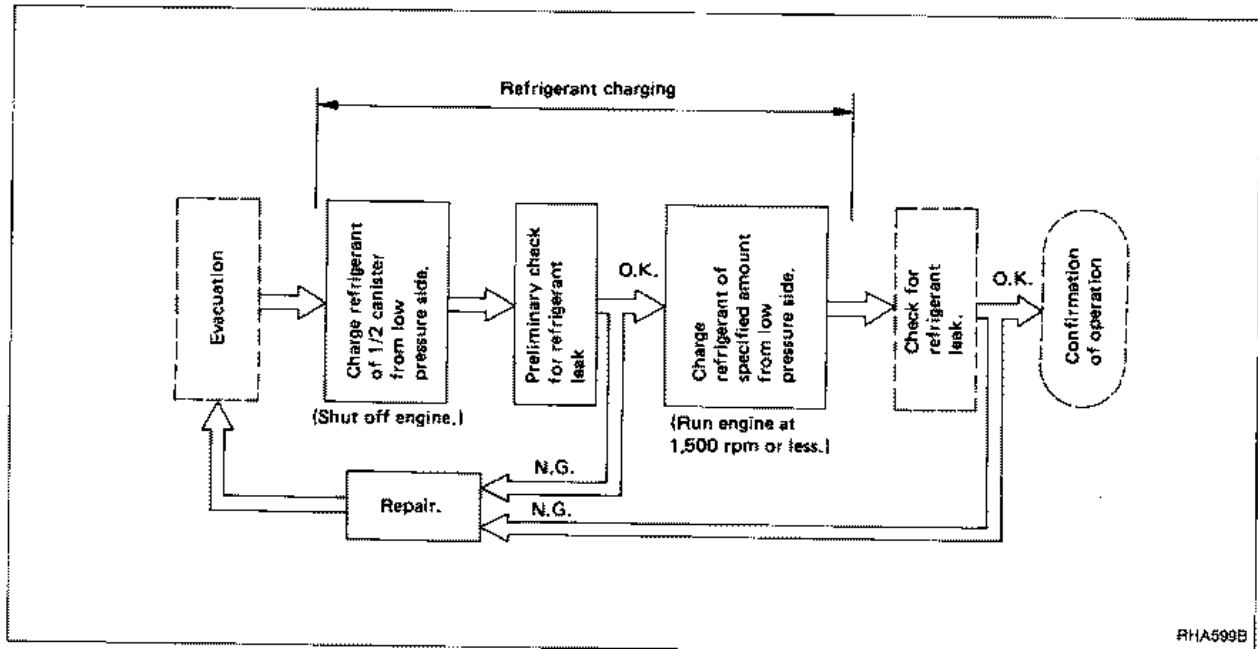 Refrigerant charging
Evacuation
Charge refrigerant
of 1/2 canister
from low
pressure side.
(Shut off engine.)
Preliminary check
for refrigerant
leak
O.K.
Charge
refrigerant of
specified amount
from low
pressure side.
(Run engine at
1,500 rpm or less.)
Check for
refrigerant
leak.
O.K.
Confirmation
of operation
N.G.
Repair.
N.G.
RHA599B